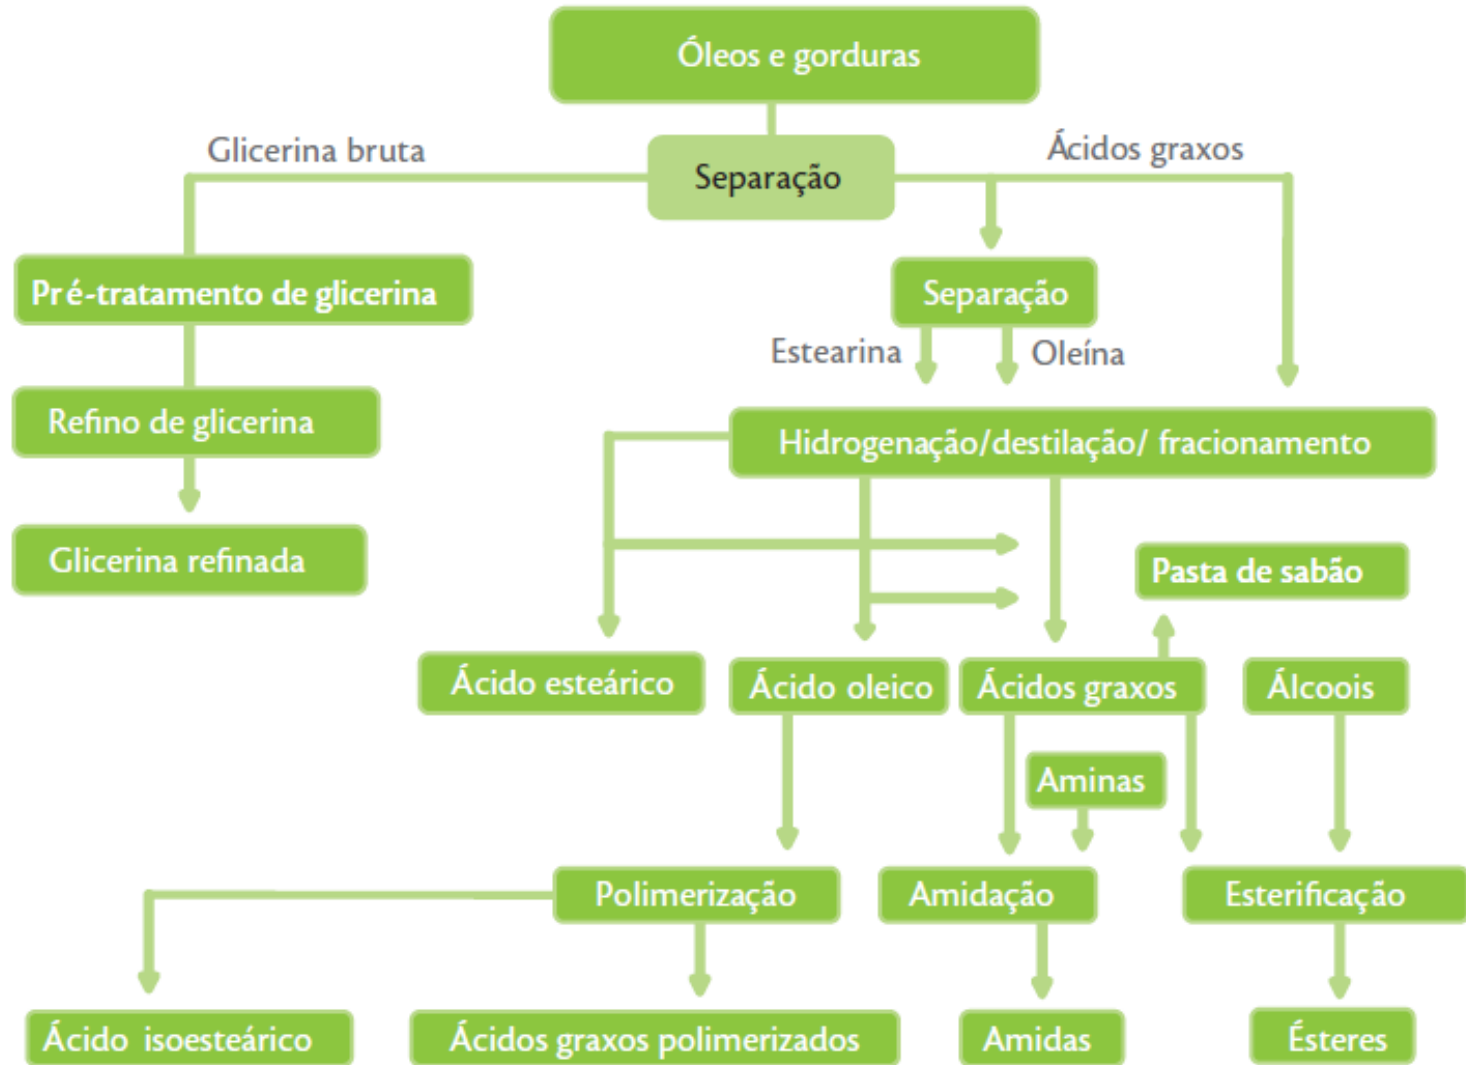 Óleos e gorduras
Glicerina bruta
Separação
Ácidos graxos
Pré-tratamento de glicerina
Separação
Estearina
Oleína
Refino de glicerina
Hidrogenação/destilação/ fracionamento
Glicerina refinada
Pasta de sabão
Ácido esteárico
Ácido oleico
Ácidos graxos
Álcoois
Aminas
Polimerização
Amidação
Esterificação
Ácido isoesteárico
Ácidos graxos polimerizados
Amidas
Ésteres